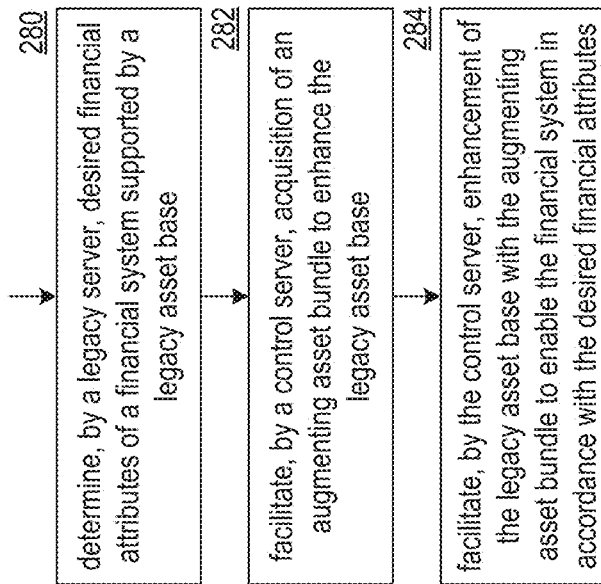 280
determine, by a legacy server, desired financial
attributes of a financial system supported by a
legacy asset base
282
facilitate, by a control server, acquisition of an
augmenting asset bundle to enhance the
legacy asset base
284
facilitate, by the control server, enhancement of
the legacy asset base with the augmenting
asset bundle to enable the financial system in
accordance with the desired financial attributes